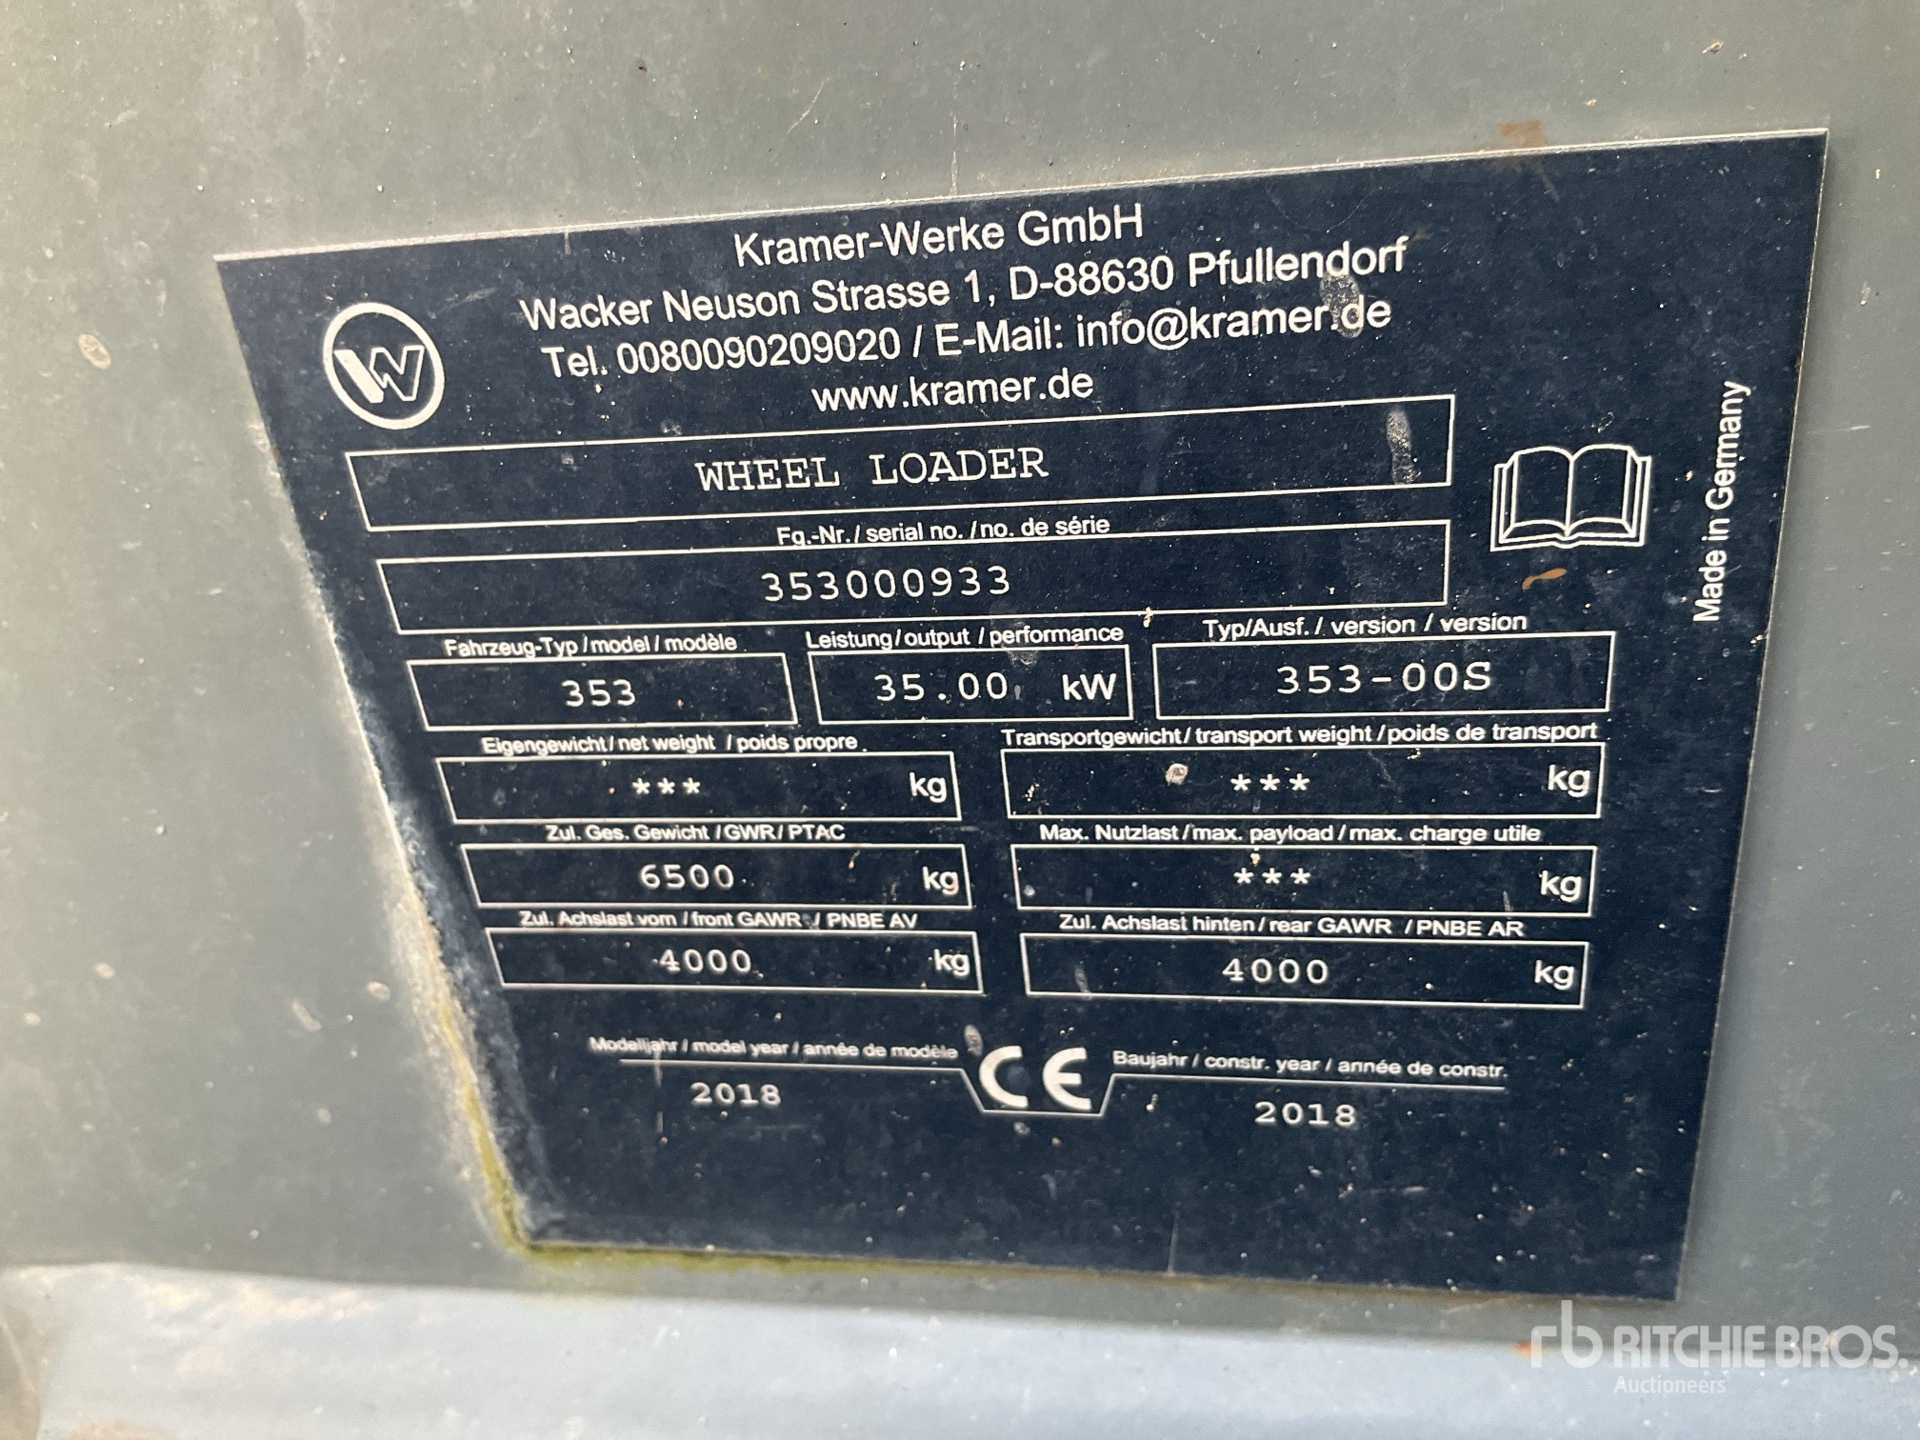 Kramer-Werke GmbH
Wacker Neuson Strasse 1, D-88630 Pfullendorf
Tel. 0080090209020 / E-Mail: info@kramer.de
www.kramer.de
WHEEL LOADER
Fg.-Nr. / serial no. / no. de série
353000933
Fahrzeug-Typ / model / modèle
353
Leistung / output / performance
35.00 kW
Typ/Ausf. / version / version
353-00S
Eigengewicht / net weight / poids propre
*** kg
Transportgewicht / transport weight / poids de transport
*** kg
Zul. Ges. Gewicht / GWR / PTAC
6500 kg
Max. Nutzlast / max. payload / max. charge utile
*** kg
Zul. Achslast vorn / front GAWR / PNBE AV
4000 kg
Zul. Achslast hinten / rear GAWR / PNBE AR
4000 kg
Modelljahr / model year / année de modèle
2018
CE
Baujahr / constr. year / année de constr.
2018
Made in Germany
rb RITCHIE BROS.
Auctioneers